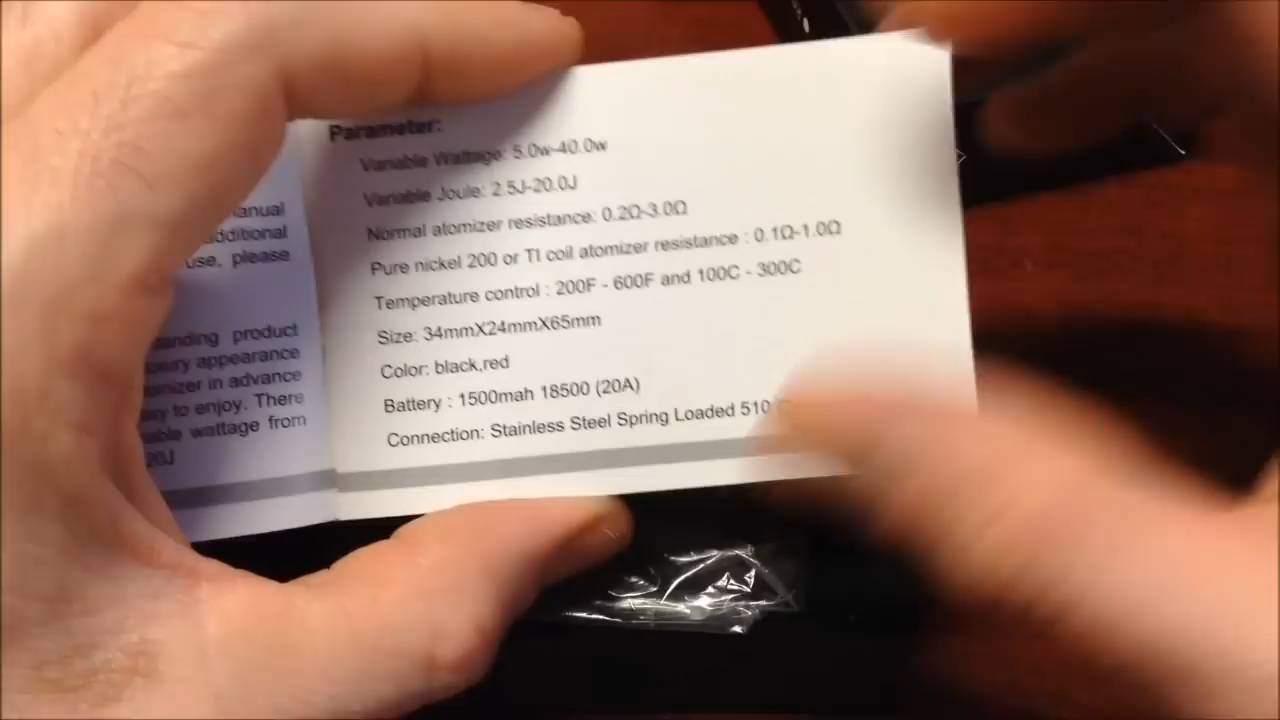 anual
additional
use, please
product
appearance
in advance
to enjoy. There
wattage from
20J
Parameter:
Variable Wattage: 5.0w-40.0w
Variable Joule: 2.5J-20.0J
Normal atomizer resistance: 0.2Ω-3.0Ω
Pure nickel 200 or TI coil atomizer resistance : 0.1Ω-1.0Ω
Temperature control : 200F - 600F and 100C - 300C
Size: 34mmX24mmX65mm
Color: black,red
Battery : 1500mah 18500 (20A)
Connection: Stainless Steel Spring Loaded 510